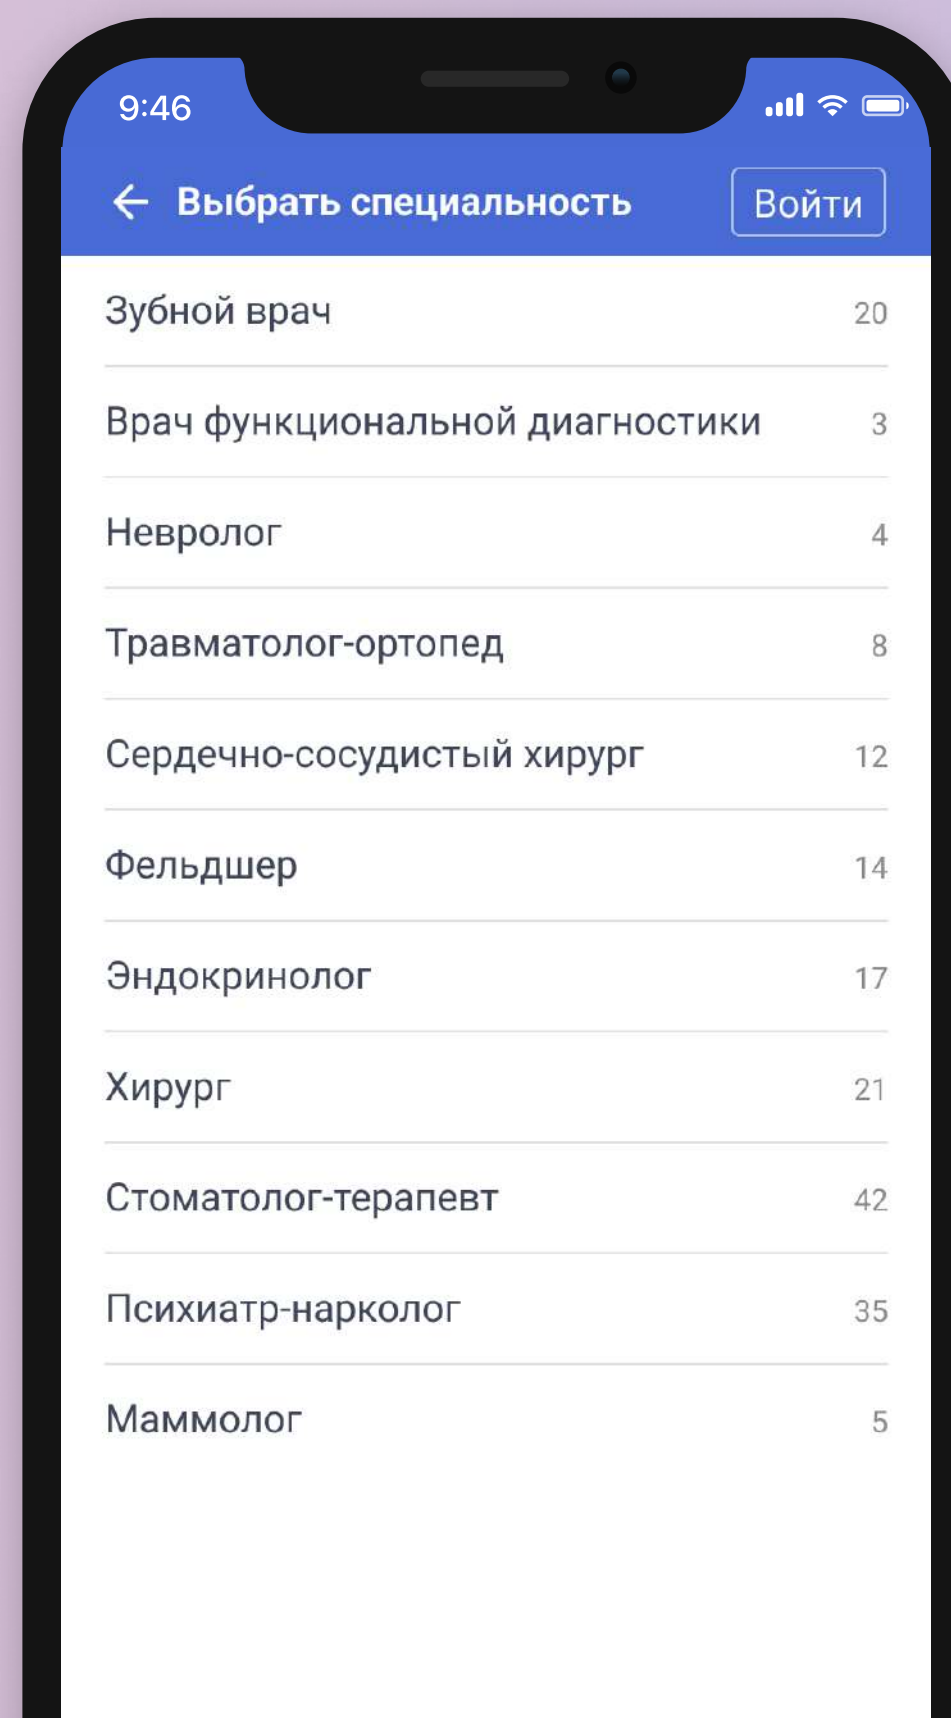 9:46
Выбрать специальность Войти
Зубной врач 20
Врач функциональной диагностики 3
Невролог 4
Травматолог-ортопед 8
Сердечно-сосудистый хирург 12
Фельдшер 14
Эндокринолог 17
Хирург 21
Стоматолог-терапевт 42
Психиатр-нарколог 35
Маммолог 5